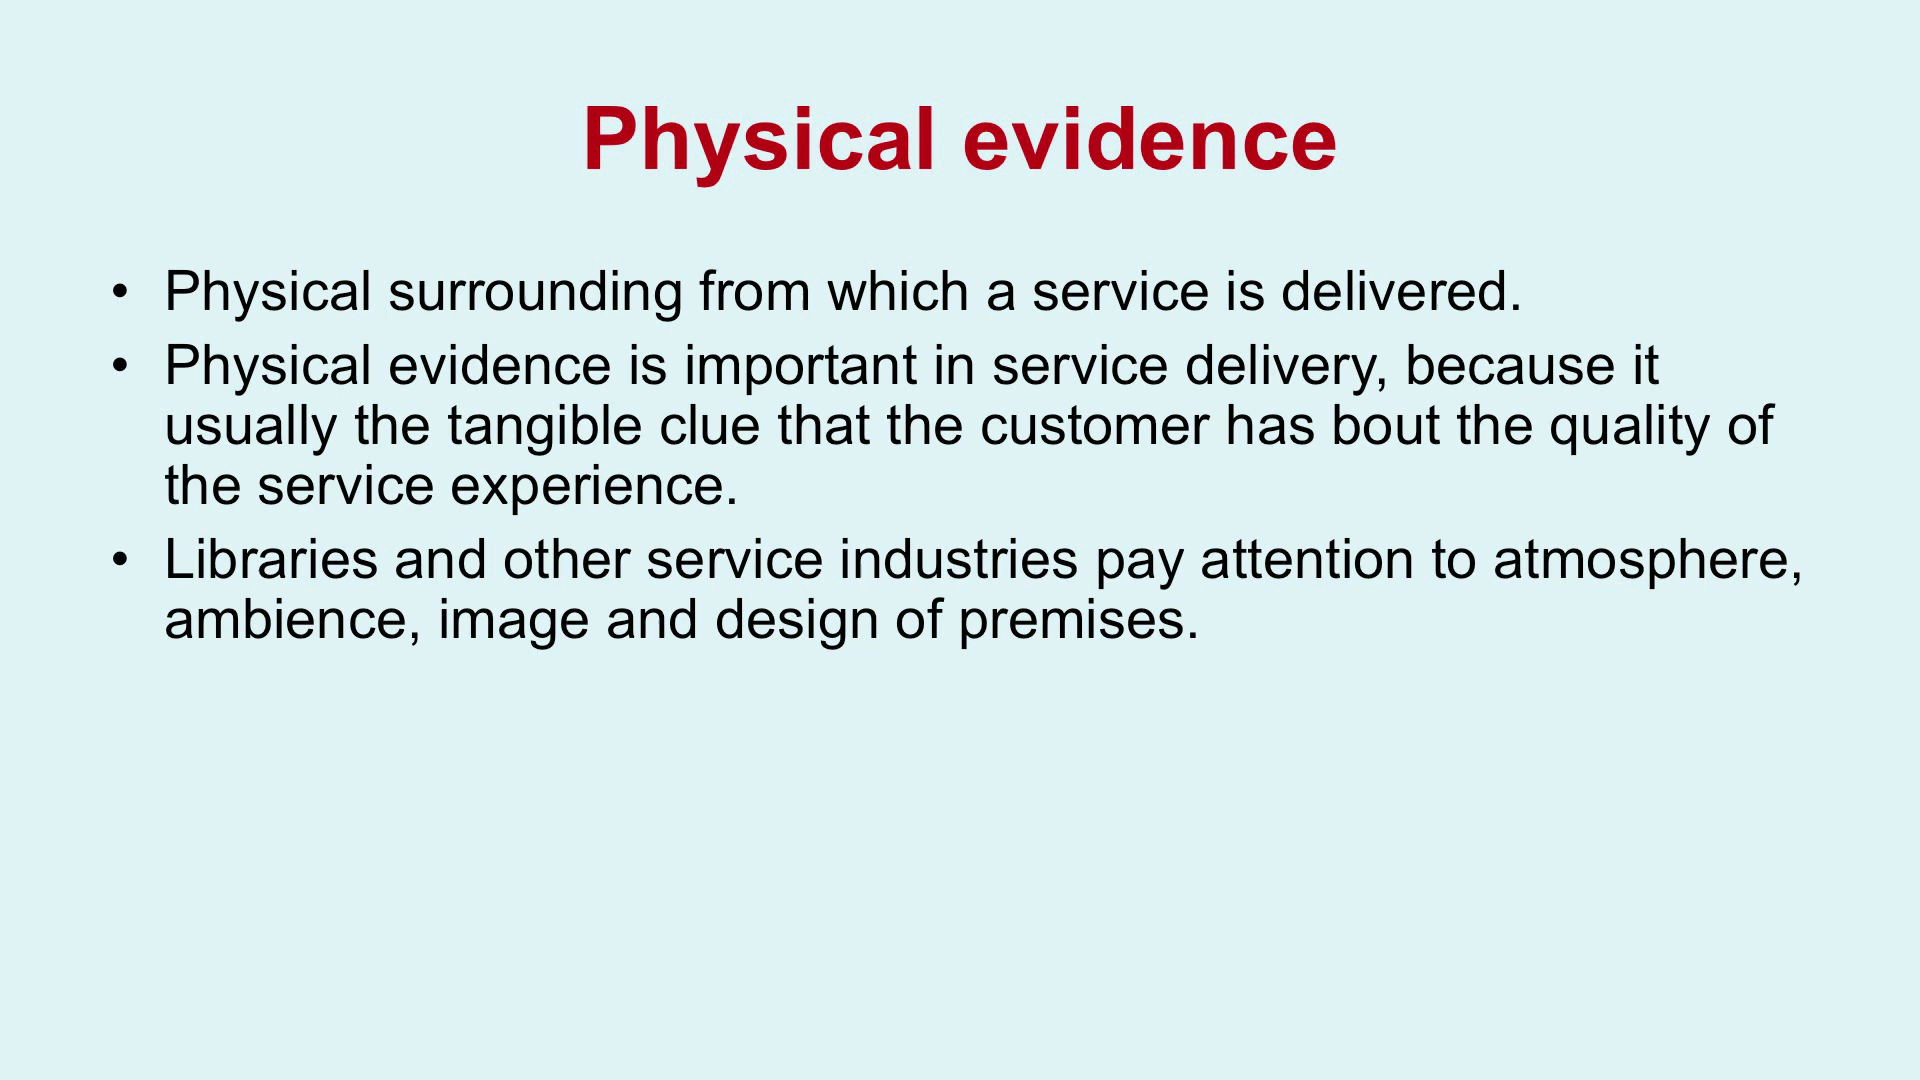 Physical evidence
• Physical surrounding from which a service is delivered.
• Physical evidence is important in service delivery, because it
usually the tangible clue that the customer has bout the quality of
the service experience.
• Libraries and other service industries pay attention to atmosphere,
ambience, image and design of premises.